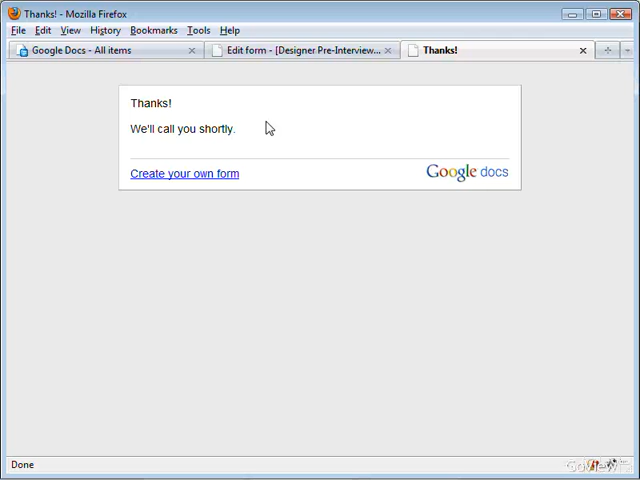 Thanks! - Mozilla Firefox
File Edit View History Bookmarks Tools Help
Google Docs - All items
Edit form - [Designer Pre-Interview...
Thanks!
Thanks!
We'll call you shortly.
Create your own form
Google docs
Done
GoView